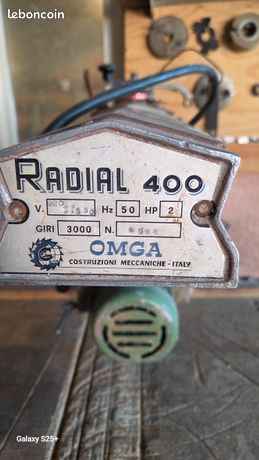 leboncoin
RADIAL 400
V. Hz 50 HP 2
GIRI 3000 N.
OMGA
COSTRUZIONI MECCANICHE - ITALY
Galaxy S25+